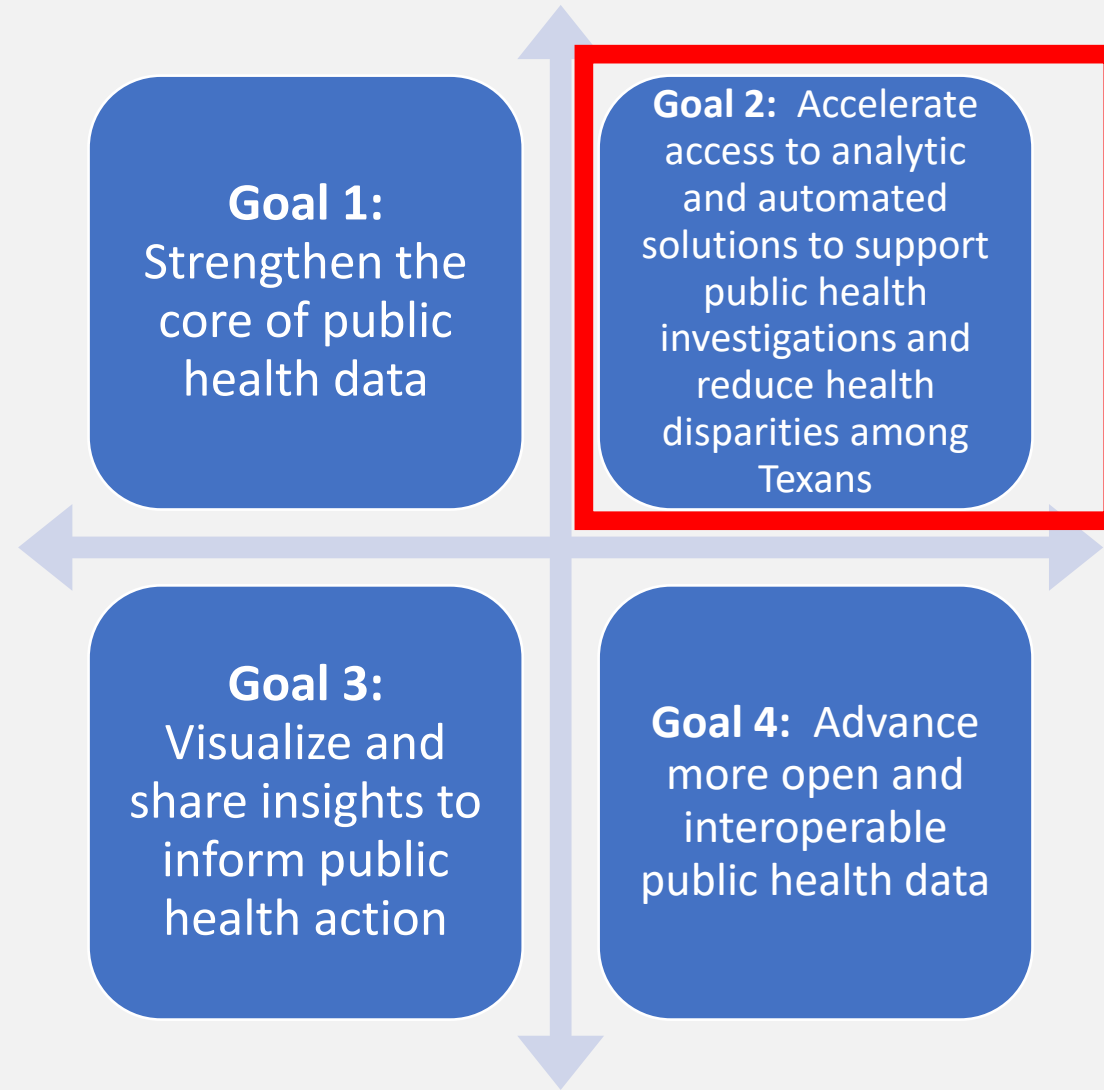 Goal 1:
Strengthen the
core of public
health data
Goal 2: Accelerate
access to analytic
and automated
solutions to support
public health
investigations and
reduce health
disparities among
Texans
Goal 3:
Visualize and
share insights to
inform public
health action
Goal 4: Advance
more open and
interoperable
public health data